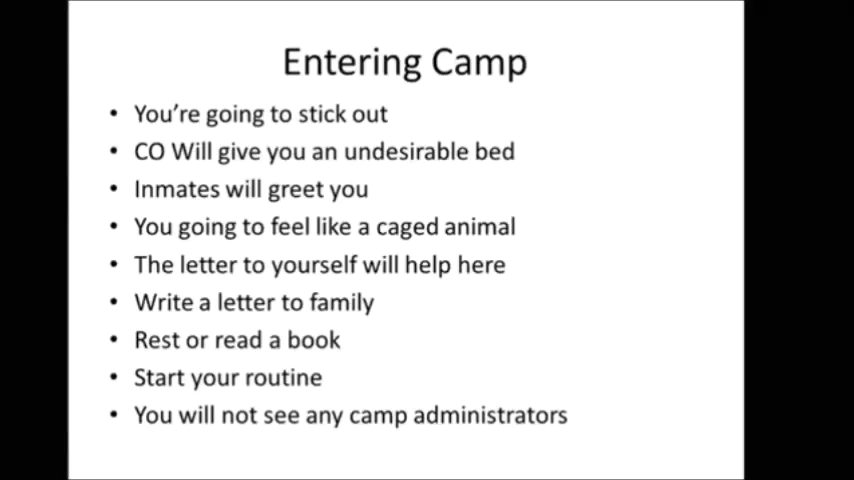 Entering Camp
• You're going to stick out
• CO Will give you an undesirable bed
• Inmates will greet you
• You going to feel like a caged animal
• The letter to yourself will help here
• Write a letter to family
• Rest or read a book
• Start your routine
• You will not see any camp administrators